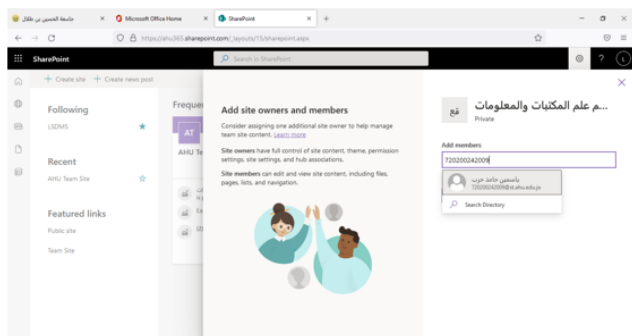 جامعة الحسين بن طلال
Microsoft Office Home
SharePoint
https://ahu365.sharepoint.com/_layouts/15/sharepoint.aspx
SharePoint
Search in SharePoint
+ Create site + Create news post
Following
LSDMS
Recent
AHU Team Site
Featured links
Public site
Team Site
Frequen
AT
AHU Te
Add site owners and members
Consider assigning one additional site owner to help manage
team site content. Learn more
Site owners have full control of site content, theme, permission
settings, site settings, and hub associations.
Site members can edit and view site content, including files,
pages, lists, and navigation.
قع
م علم المكتبات والمعلومات...
Private
Add members
720200242009
ياسمين حامد حرب
720200242009@st.ahu.edu.jo
Search Directory